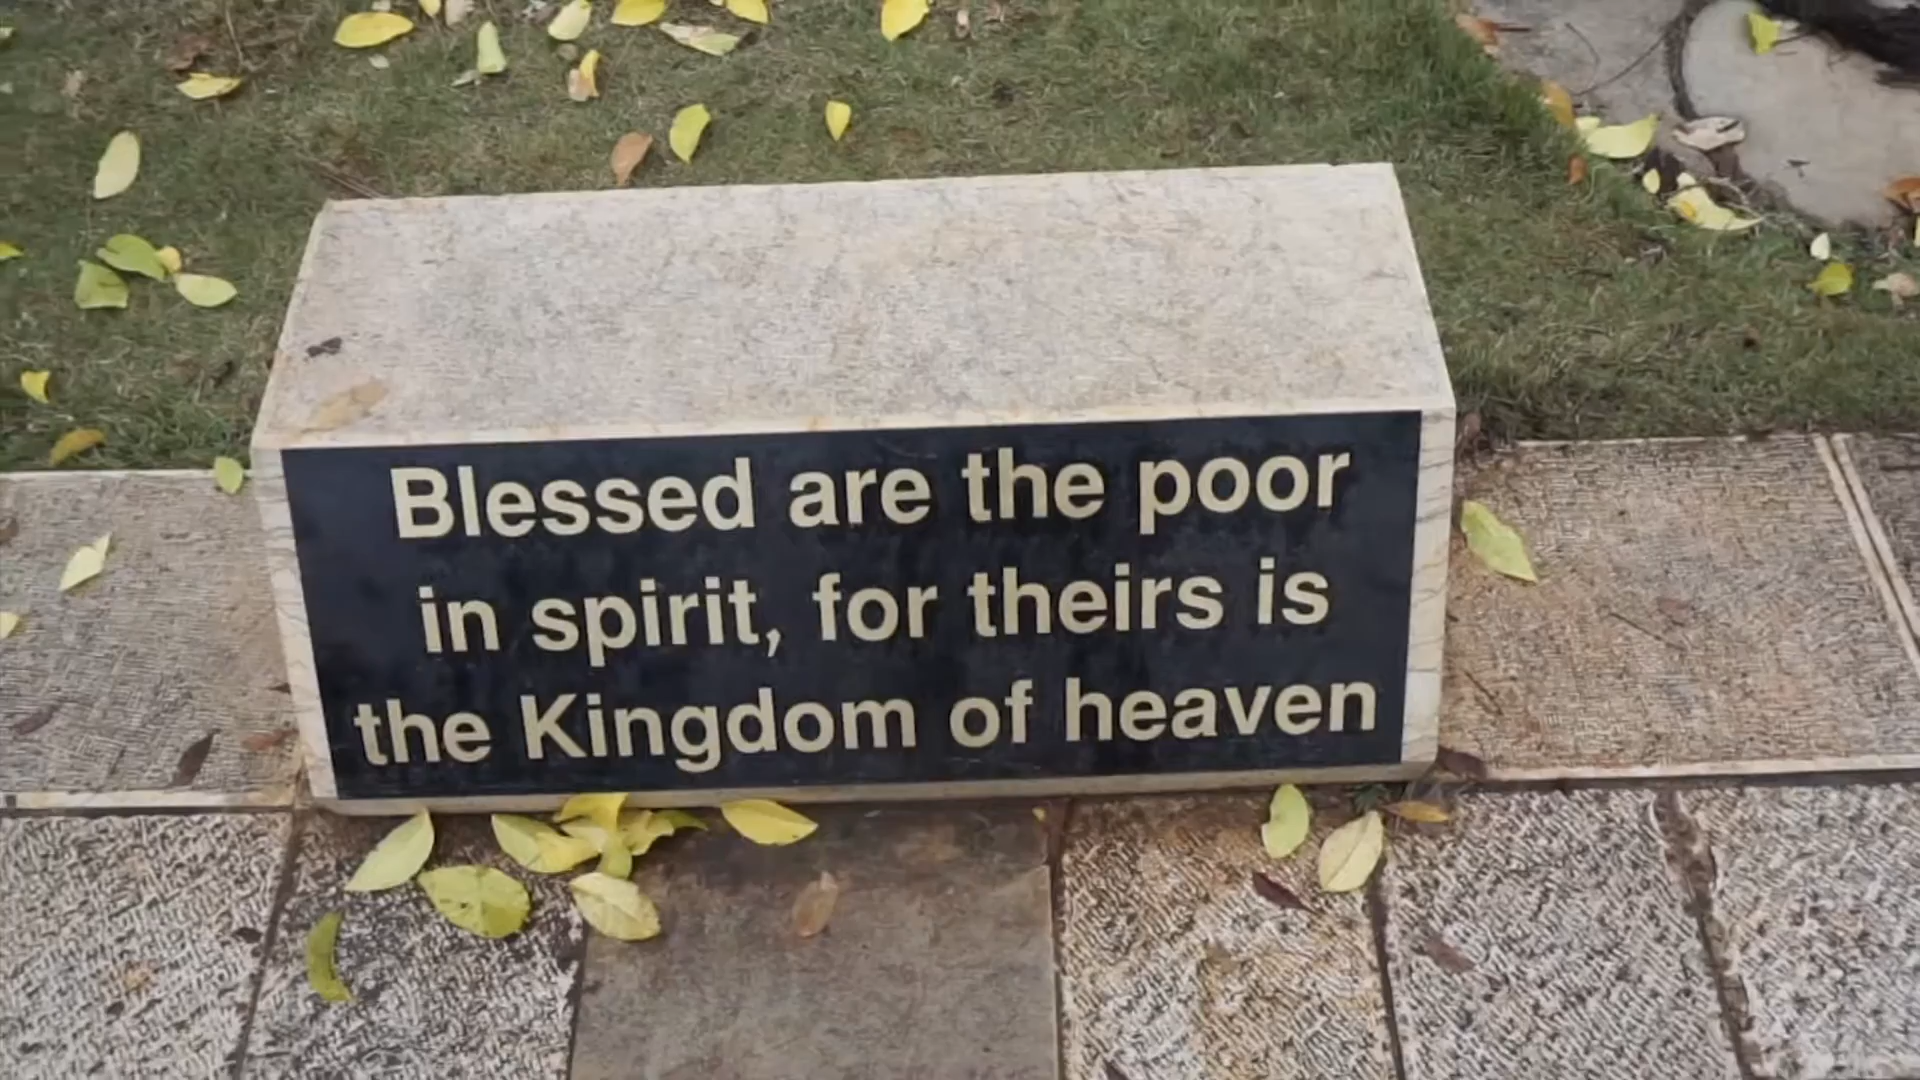 Blessed are the poor
in spirit, for theirs is
the Kingdom of heaven